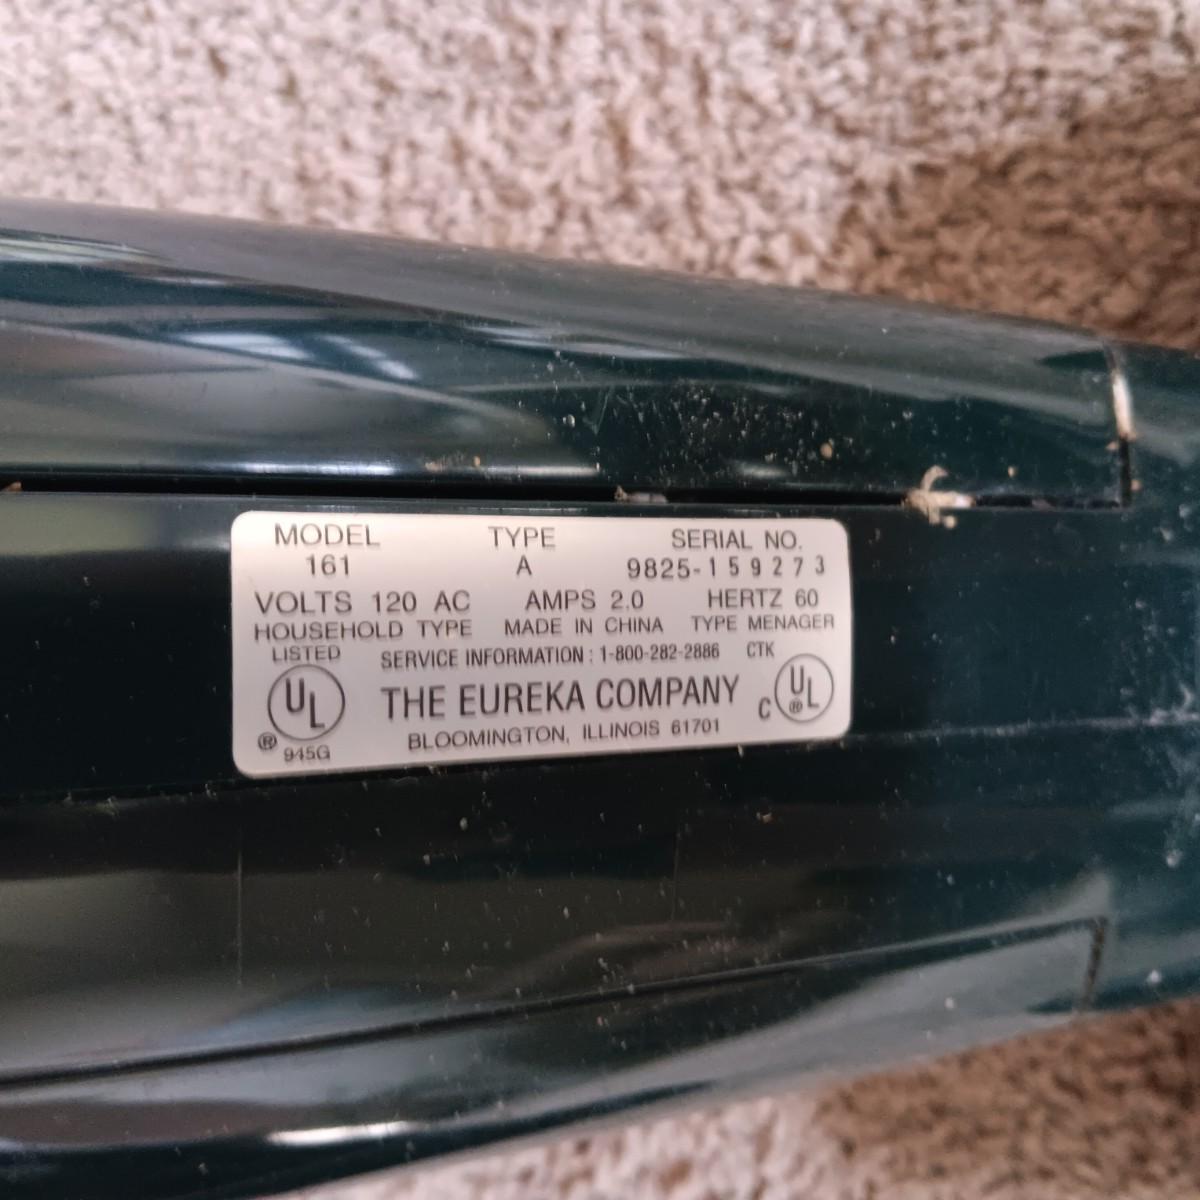 MODEL TYPE SERIAL NO.
161 A 9825-159273
VOLTS 120 AC AMPS 2.0 HERTZ 60
HOUSEHOLD TYPE MADE IN CHINA TYPE MENAGER
LISTED SERVICE INFORMATION : 1-800-282-2886 CTK
UL THE EUREKA COMPANY C UL ®
® 945G BLOOMINGTON, ILLINOIS 61701